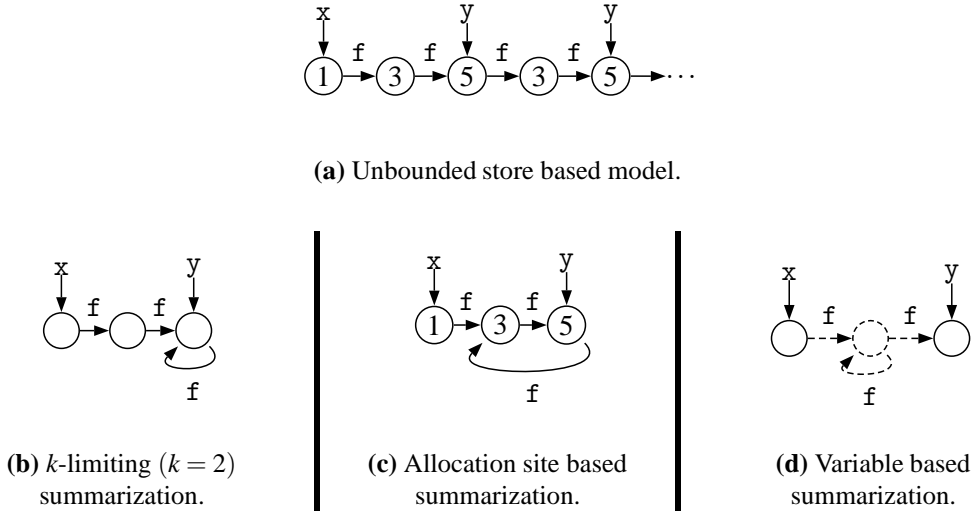 x y y
f f f f
1 3 5 3 5 ...
(a) Unbounded store based model.
x y
f f
f
(b) k-limiting (k = 2)
summarization.
x y
f f
1 3 5
f
(c) Allocation site based
summarization.
x y
f f
f
(d) Variable based
summarization.